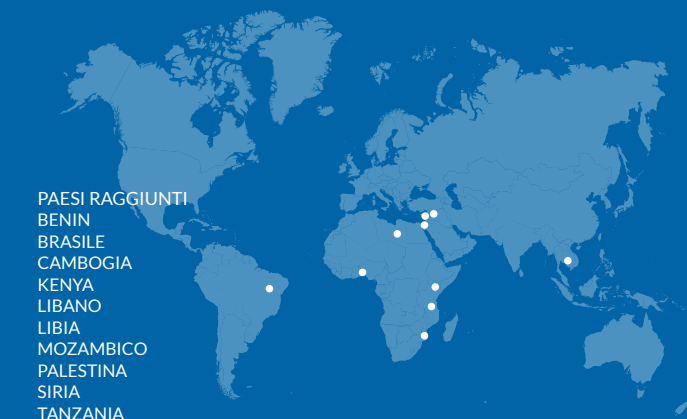 PAESI RAGGIUNTI
BENIN
BRASILE
CAMBOGIA
KENYA
LIBANO
LIBIA
MOZAMBICO
PALESTINA
SIRIA
TANZANIA